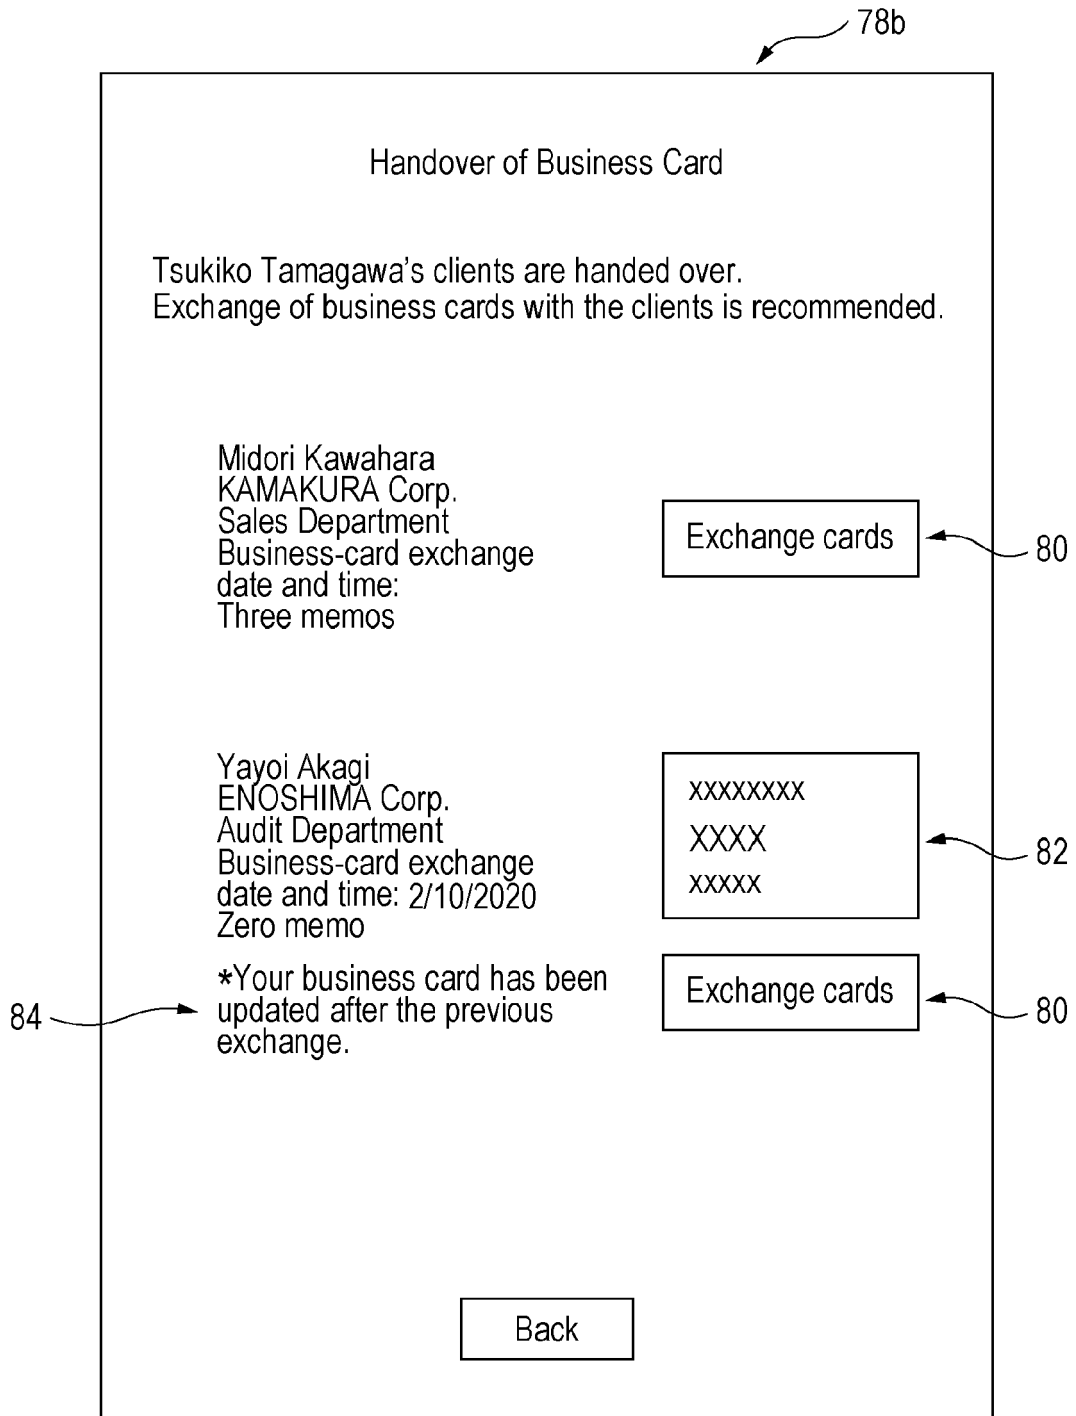 78b
Handover of Business Card
Tsukiko Tamagawa's clients are handed over.
Exchange of business cards with the clients is recommended.
Midori Kawahara
KAMAKURA Corp.
Sales Department
Business-card exchange
date and time:
Three memos
Exchange cards
80
Yayoi Akagi
ENOSHIMA Corp.
Audit Department
Business-card exchange
date and time: 2/10/2020
Zero memo
xxxxxxxx
XXXX
xxxxx
82
*Your business card has been
updated after the previous
exchange.
84
Exchange cards
80
Back